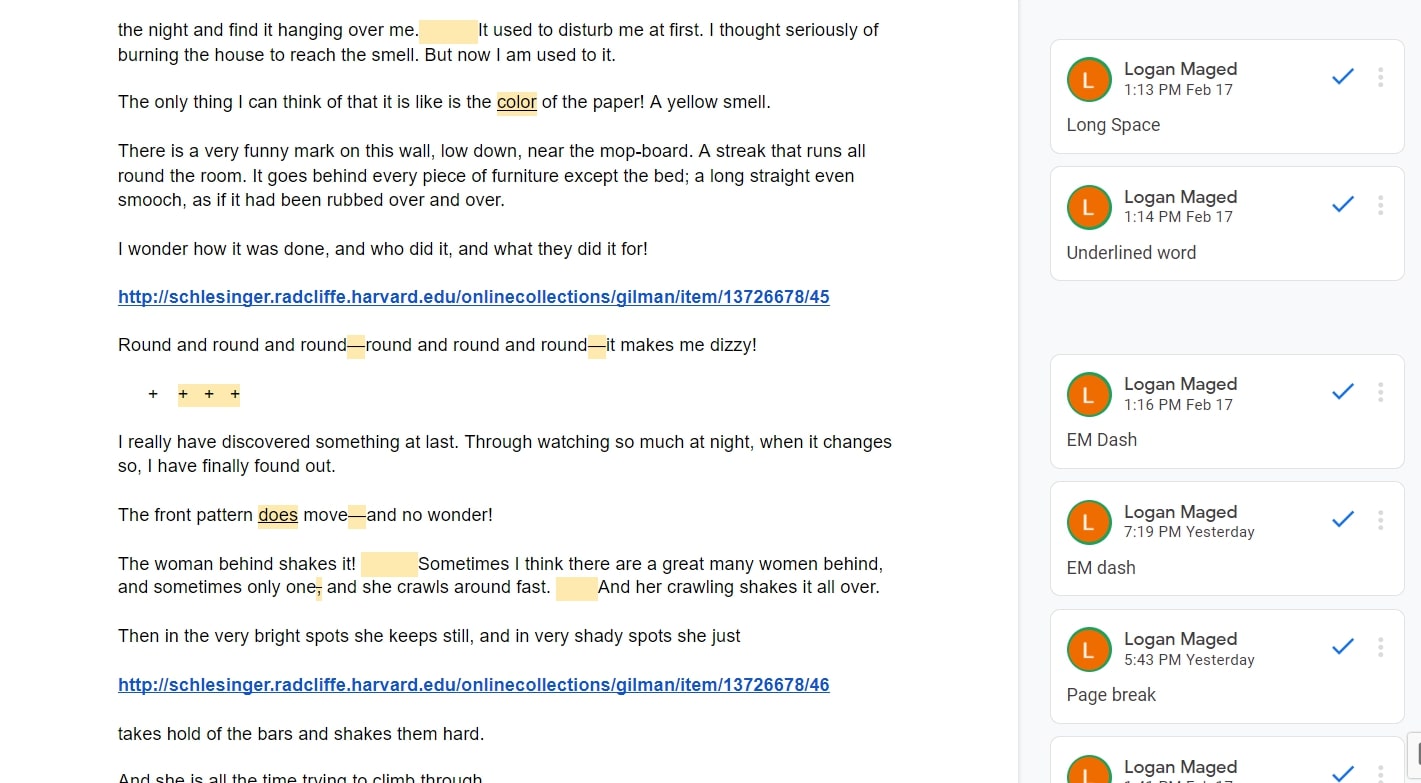 the night and find it hanging over me. It used to disturb me at first. I thought seriously of
burning the house to reach the smell. But now I am used to it.
The only thing I can think of that it is like is the color of the paper! A yellow smell.
There is a very funny mark on this wall, low down, near the mop-board. A streak that runs all
round the room. It goes behind every piece of furniture except the bed; a long straight even
smooch, as if it had been rubbed over and over.
I wonder how it was done, and who did it, and what they did it for!
http://schlesinger.radcliffe.harvard.edu/onlinecollections/gilman/item/13726678/45
Round and round and round—round and round and round—it makes me dizzy!
+ + + +
I really have discovered something at last. Through watching so much at night, when it changes
so, I have finally found out.
The front pattern does move—and no wonder!
The woman behind shakes it! Sometimes I think there are a great many women behind,
and sometimes only one, and she crawls around fast. And her crawling shakes it all over.
Then in the very bright spots she keeps still, and in very shady spots she just
http://schlesinger.radcliffe.harvard.edu/onlinecollections/gilman/item/13726678/46
takes hold of the bars and shakes them hard.
And she is all the time trying to climb through
L
Logan Maged
1:13 PM Feb 17
Long Space
L
Logan Maged
1:14 PM Feb 17
Underlined word
L
Logan Maged
1:16 PM Feb 17
EM Dash
L
Logan Maged
7:19 PM Yesterday
EM dash
L
Logan Maged
5:43 PM Yesterday
Page break
L
Logan Maged